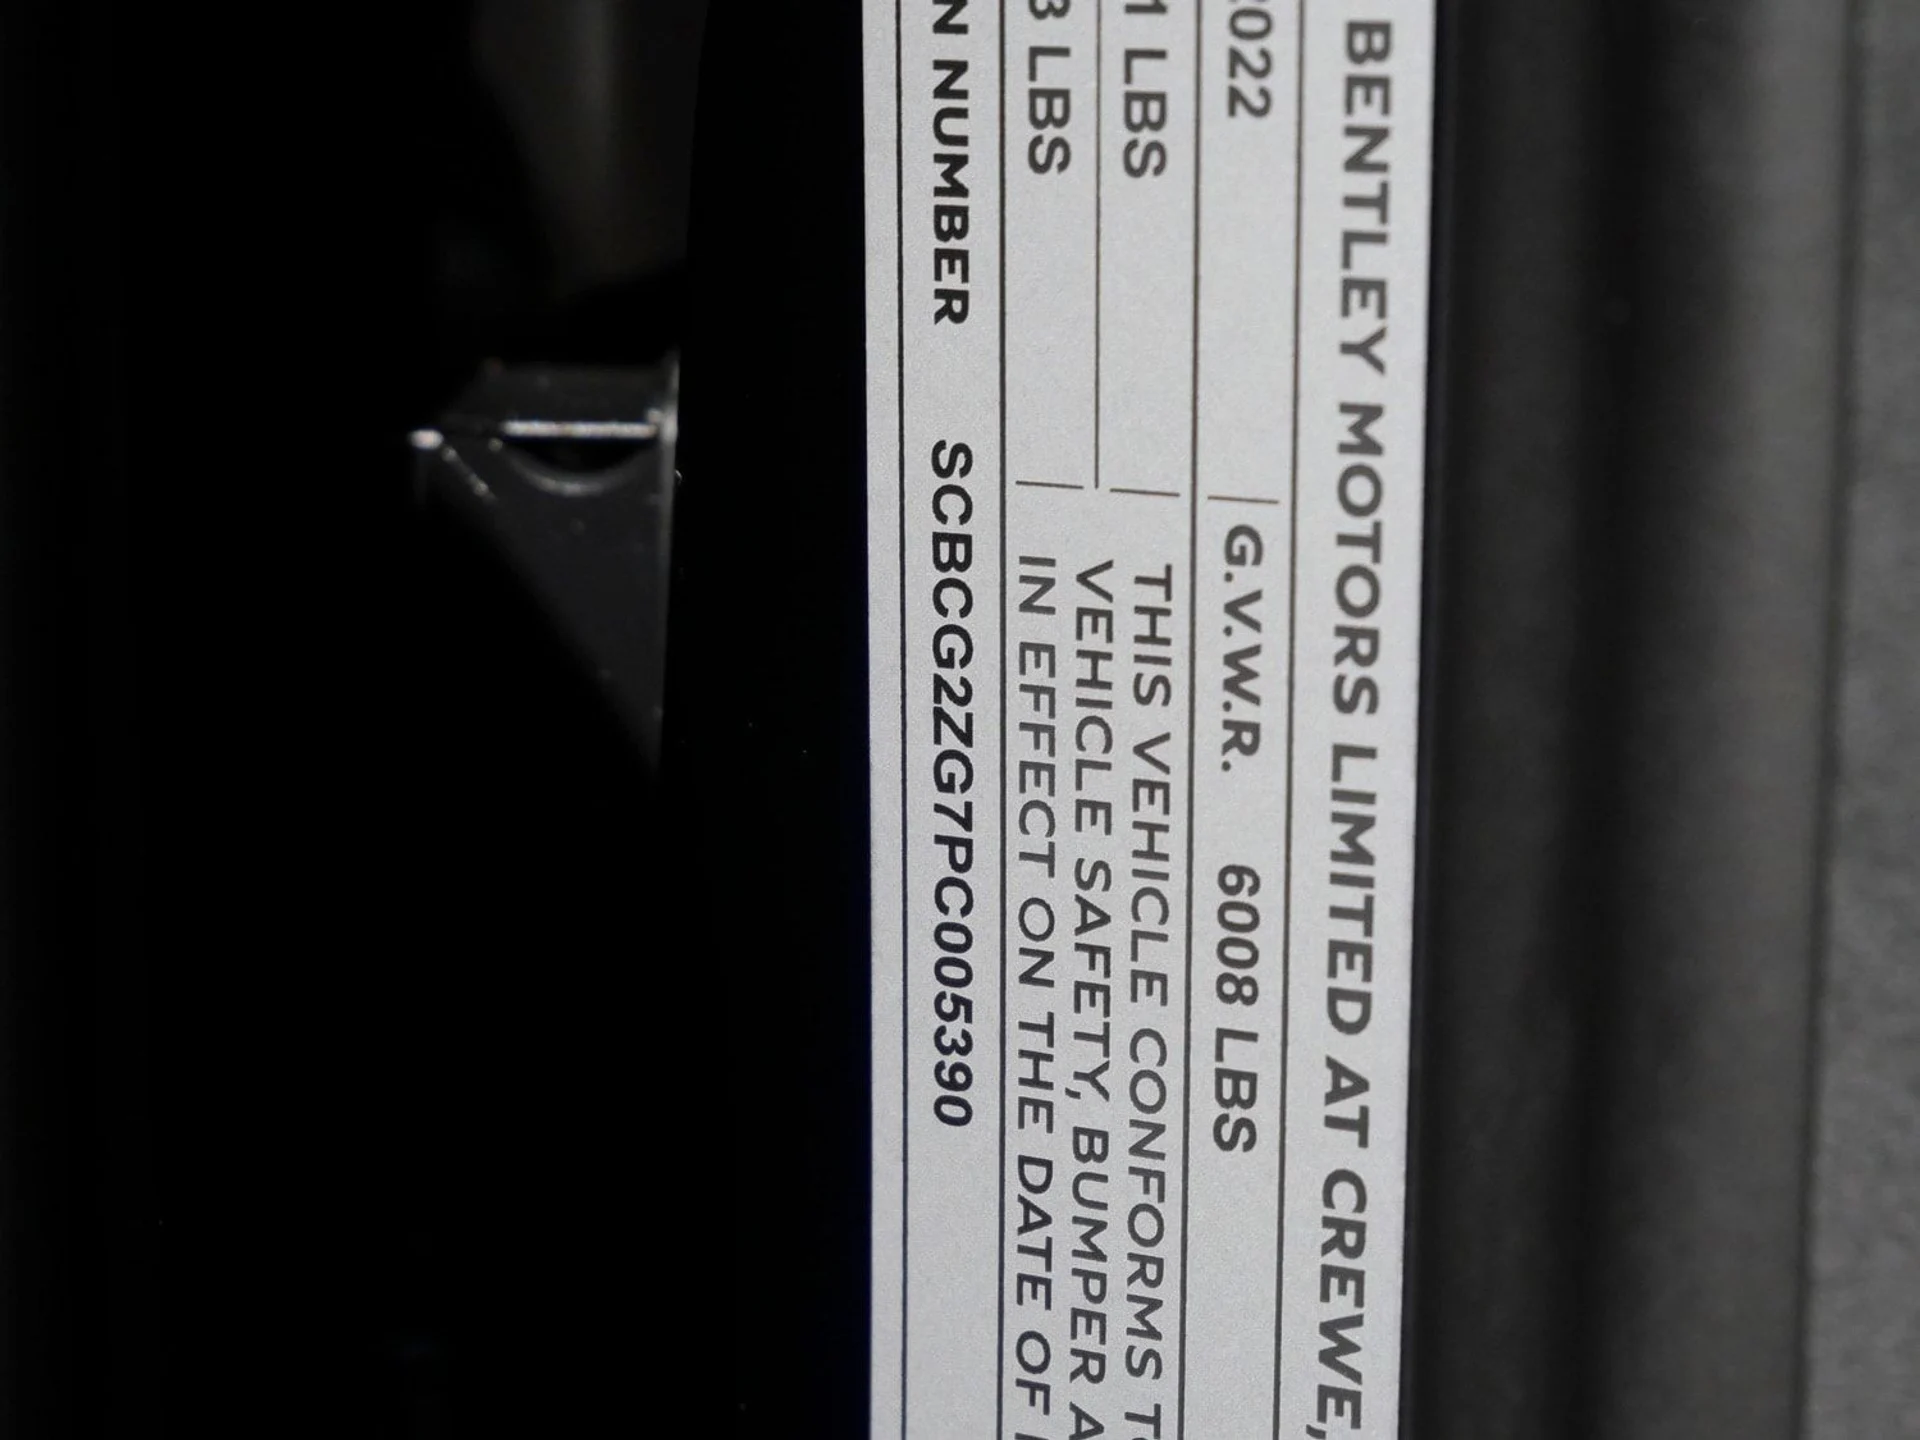 BENTLEY MOTORS LIMITED AT CREWE,
2022 G.V.W.R. 6008 LBS
1 LBS THIS VEHICLE CONFORMS TO
VEHICLE SAFETY, BUMPER A
3 LBS IN EFFECT ON THE DATE OF
N NUMBER SCBCG2ZG7PC005390